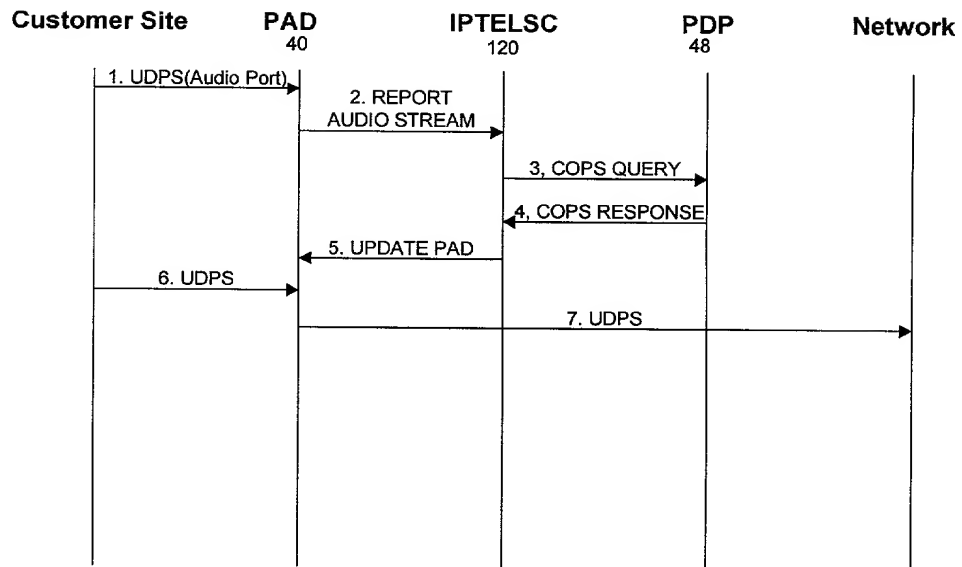 Customer Site PAD IPTELSC PDP Network
40 120 48
1. UDPS(Audio Port)
2. REPORT
AUDIO STREAM
3, COPS QUERY
4, COPS RESPONSE
5. UPDATE PAD
6. UDPS
7. UDPS